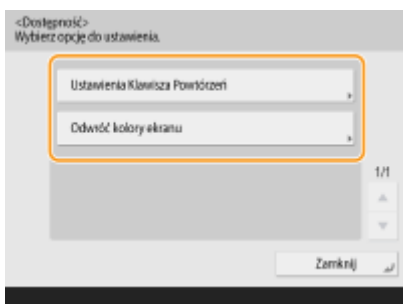 <Dostępność>
Wybierz opcję do ustawienia.
Ustawienia Klawisza Powtórzeń
Odwróć kolory ekranu
1/1
Zamknij